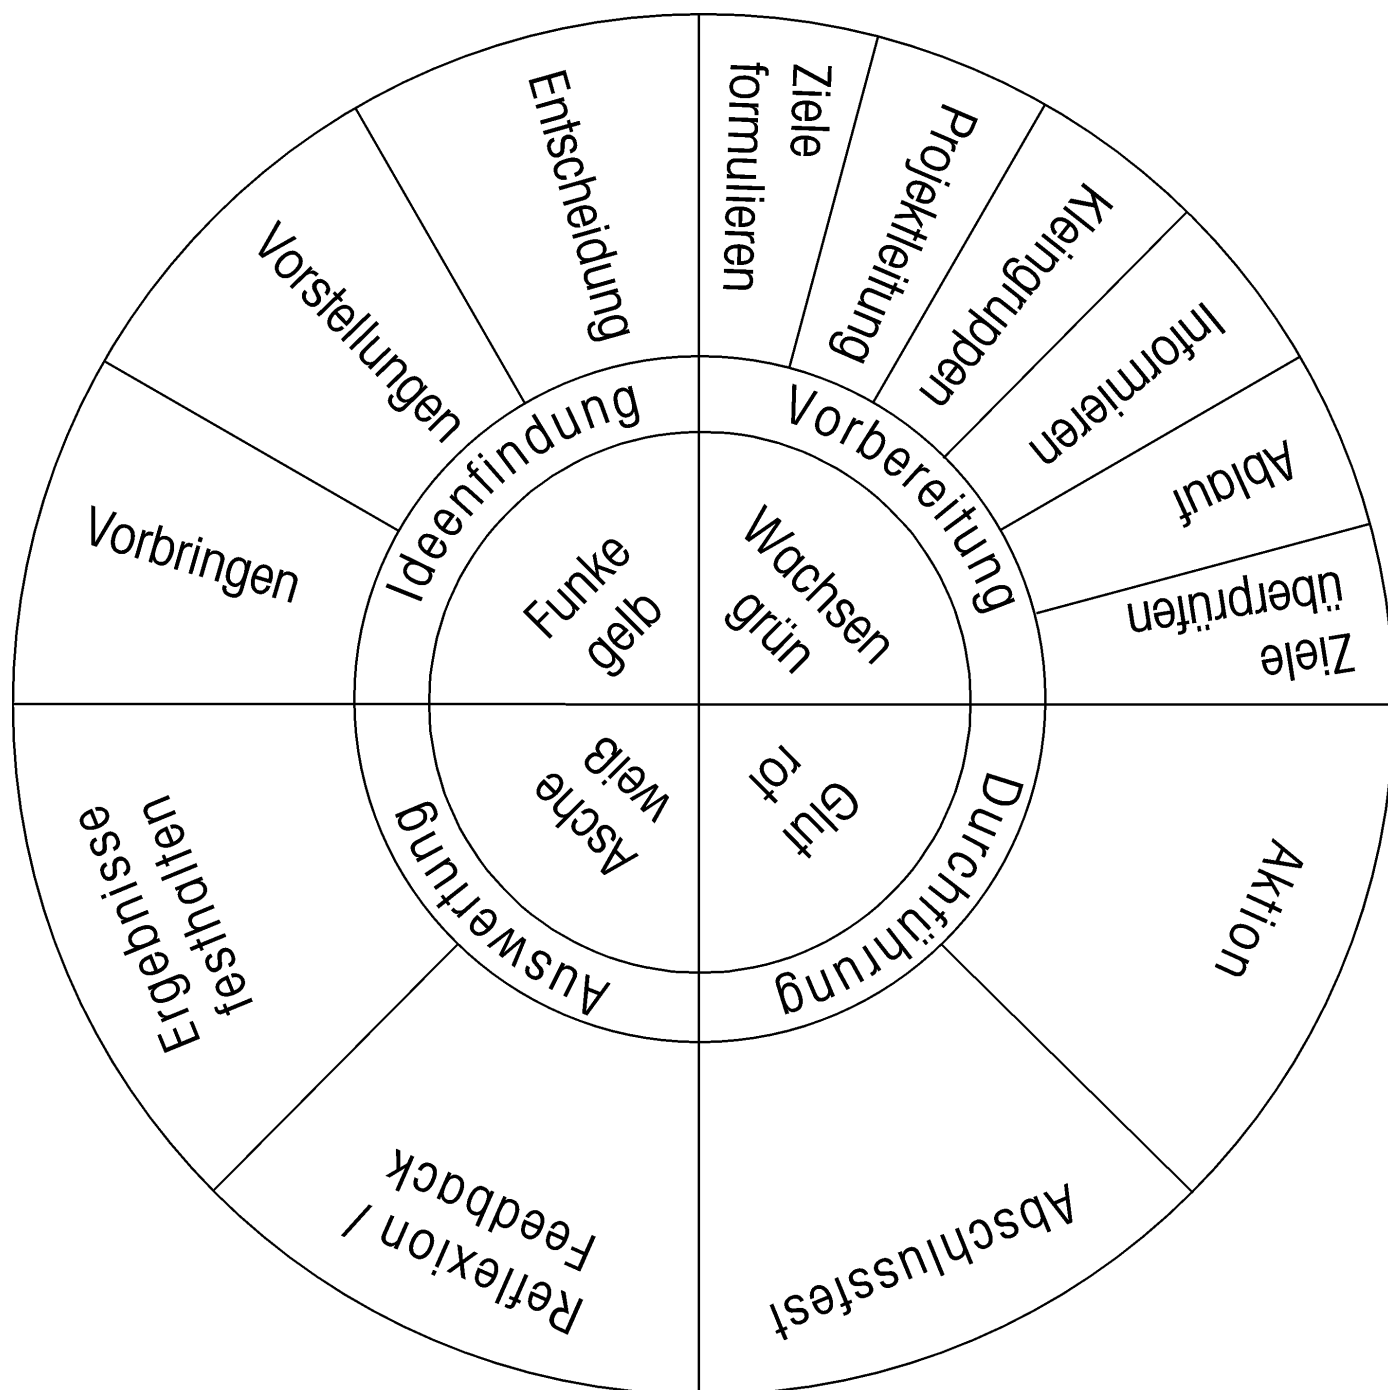 Funke
gelb
Ideenfindung
Vorbringen
Vorstellungen
Entscheidung
Wachsen
grün
Vorbereitung
Ziele
formulieren
Projektleitung
Kleingruppen
Informieren
Ablauf
Ziele
überprüfen
Glut
rot
Durchführung
Aktion
Abschlussfest
Asche
weiß
Auswertung
Reflexion /
Feedback
Ergebnisse
festhalten